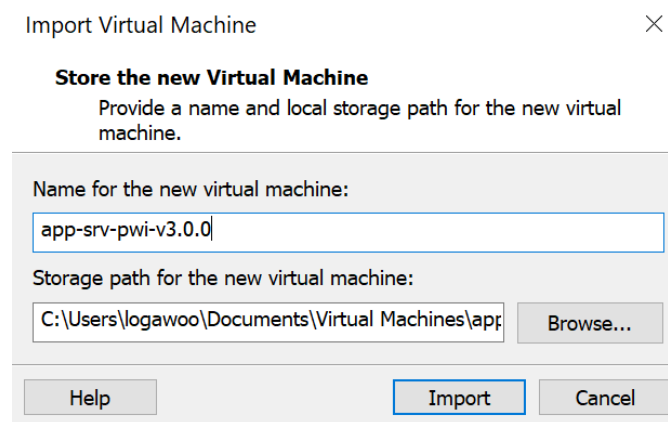 Import Virtual Machine
Store the new Virtual Machine
Provide a name and local storage path for the new virtual
machine.
Name for the new virtual machine:
app-srv-pwi-v3.0.0
Storage path for the new virtual machine:
C:\Users\logawoo\Documents\Virtual Machines\app
Browse...
Help
Import
Cancel